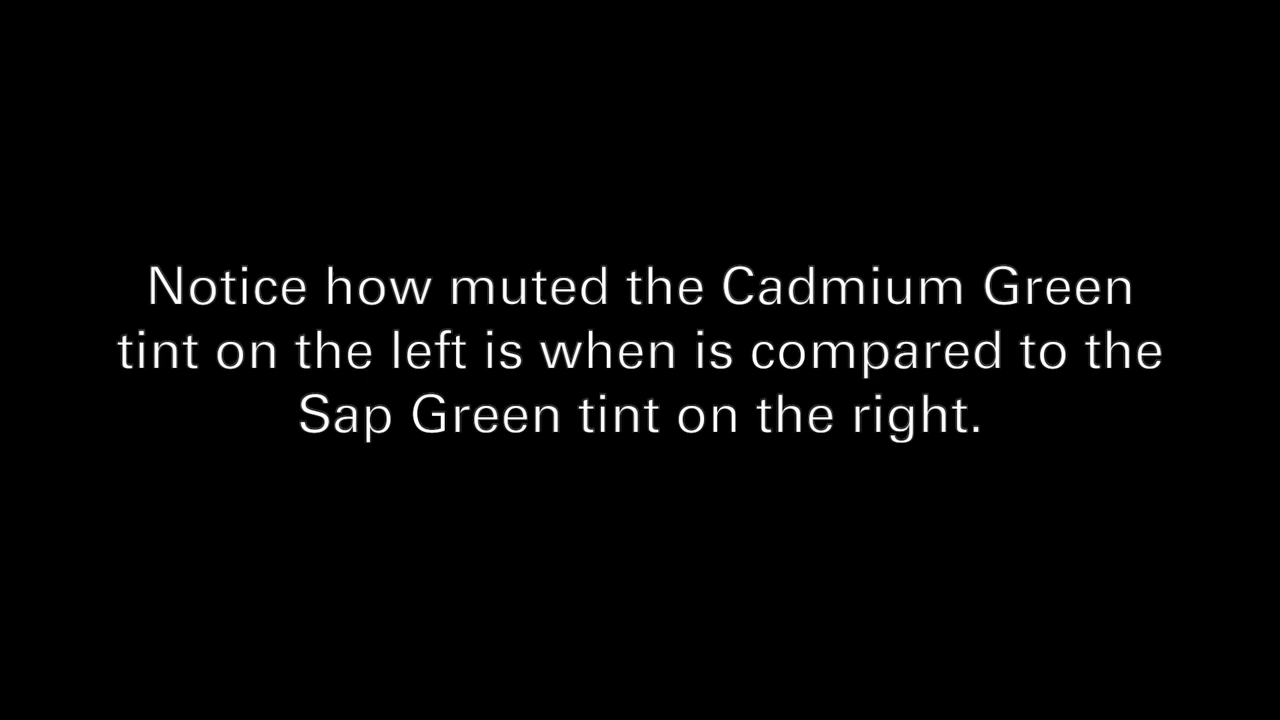 Notice how muted the Cadmium Green
tint on the left is when is compared to the
Sap Green tint on the right.